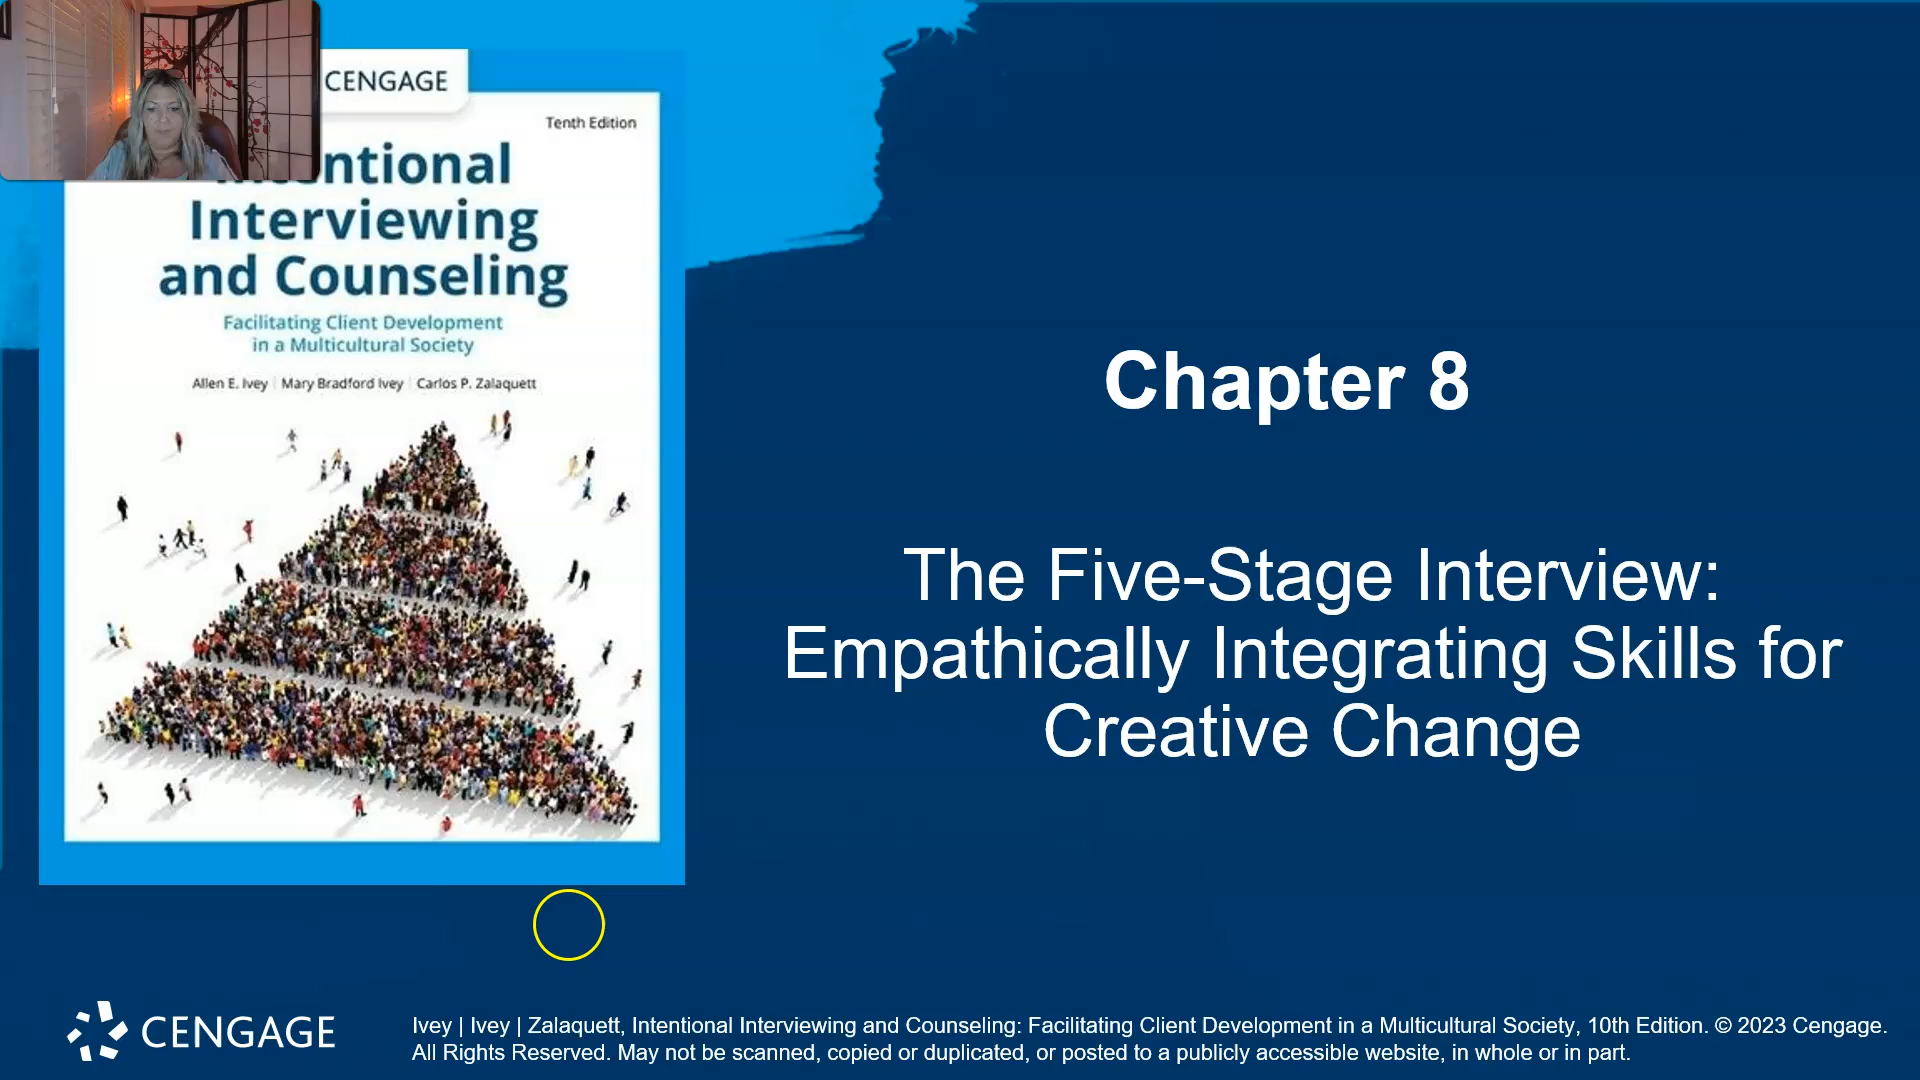 CENGAGE
Tenth Edition
Intentional
Interviewing
and Counseling
Facilitating Client Development
in a Multicultural Society
Allen E. Ivey | Mary Bradford Ivey | Carlos P. Zalaquett
Chapter 8
The Five-Stage Interview:
Empathically Integrating Skills for
Creative Change
CENGAGE
Ivey | Ivey | Zalaquett, Intentional Interviewing and Counseling: Facilitating Client Development in a Multicultural Society, 10th Edition. © 2023 Cengage.
All Rights Reserved. May not be scanned, copied or duplicated, or posted to a publicly accessible website, in whole or in part.